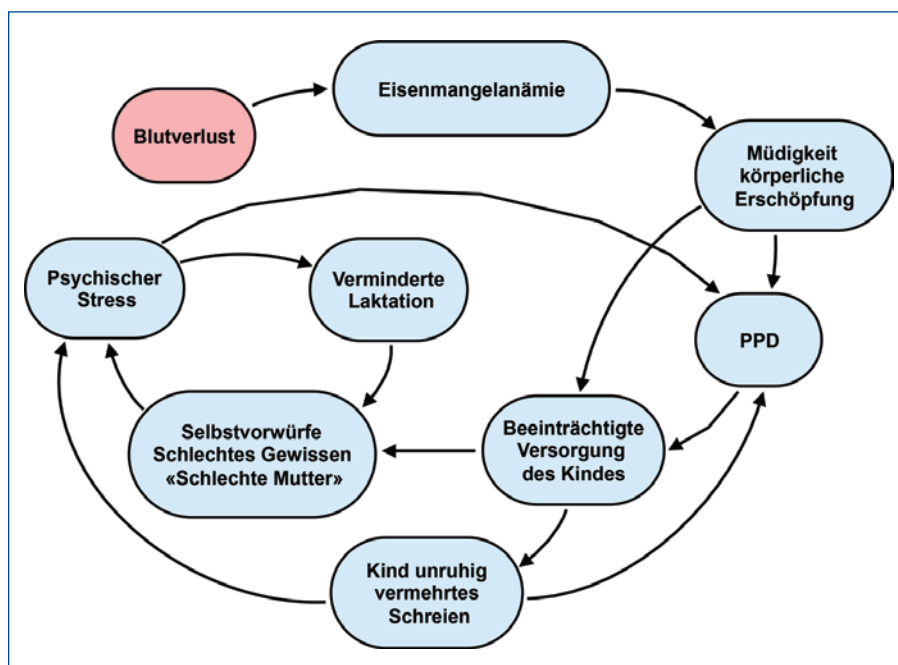 Eisenmangelanämie
Blutverlust
Müdigkeit
körperliche
Erschöpfung
Psychischer
Stress
Verminderte
Laktation
PPD
Selbstvorwürfe
Schlechtes Gewissen
«Schlechte Mutter»
Beeinträchtigte
Versorgung
des Kindes
Kind unruhig
vermehrtes
Schreien